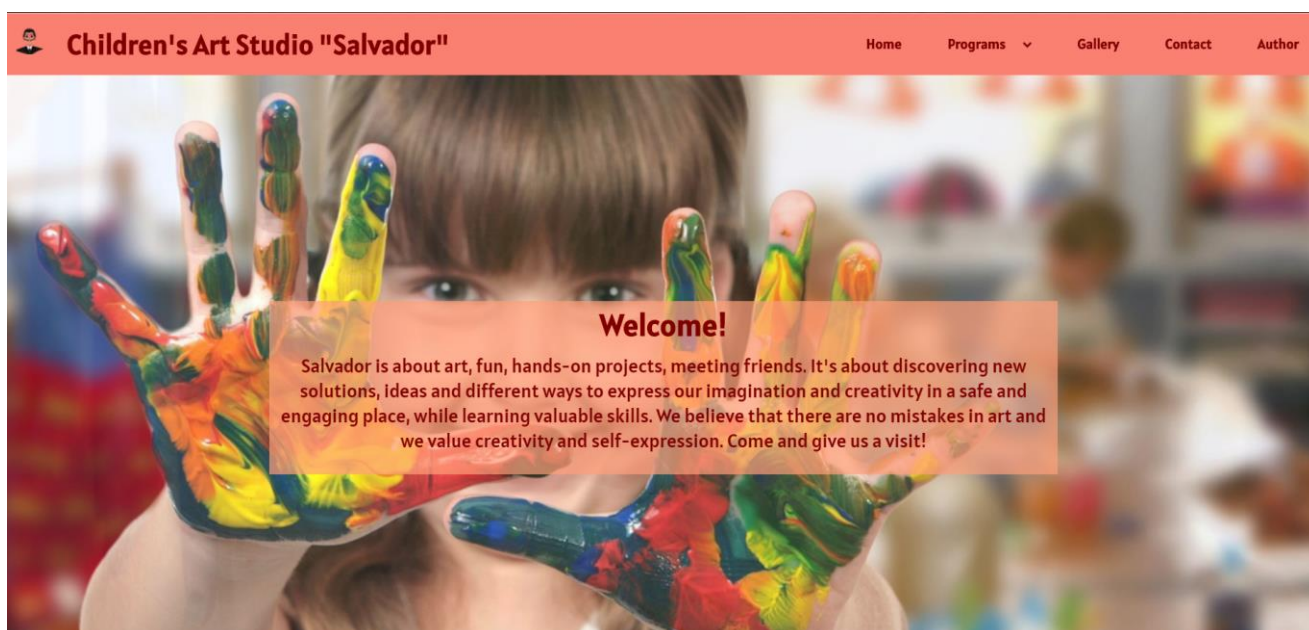 Children's Art Studio "Salvador"
Home Programs Gallery Contact Author
Welcome!
Salvador is about art, fun, hands-on projects, meeting friends. It's about discovering new
solutions, ideas and different ways to express our imagination and creativity in a safe and
engaging place, while learning valuable skills. We believe that there are no mistakes in art and
we value creativity and self-expression. Come and give us a visit!